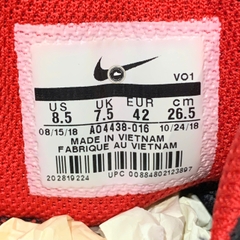 VO1
US UK EUR cm
8.5 7.5 42 26.5
08/15/18 AO4438-016 10/24/18
MADE IN VIETNAM
FABRIQUE AU VIETNAM
202819224 UPC 00884802123897